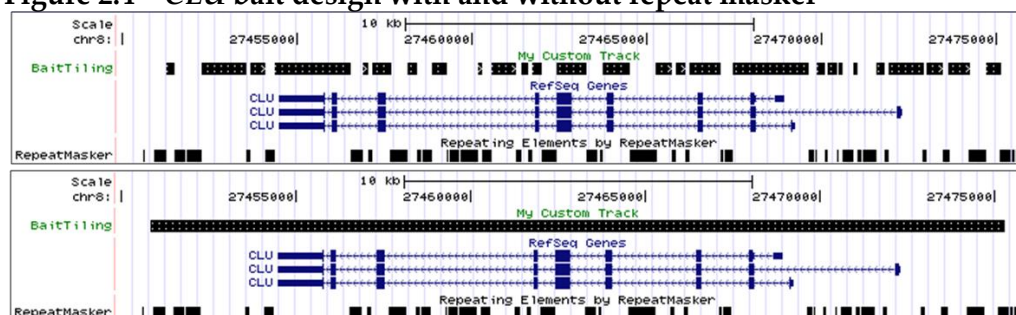 Figure 2.1 CLU bait design with and without repeat masker
Scale 10 kb
chr8: 27455000 27460000 27465000 27470000 27475000
My Custom Track
BaitTiling
RefSeq Genes
CLU
CLU
CLU
Repeating Elements by RepeatMasker
RepeatMasker
Scale 10 kb
chr8: 27455000 27460000 27465000 27470000 27475000
My Custom Track
BaitTiling
RefSeq Genes
CLU
CLU
CLU
Repeating Elements by RepeatMasker
RepeatMasker